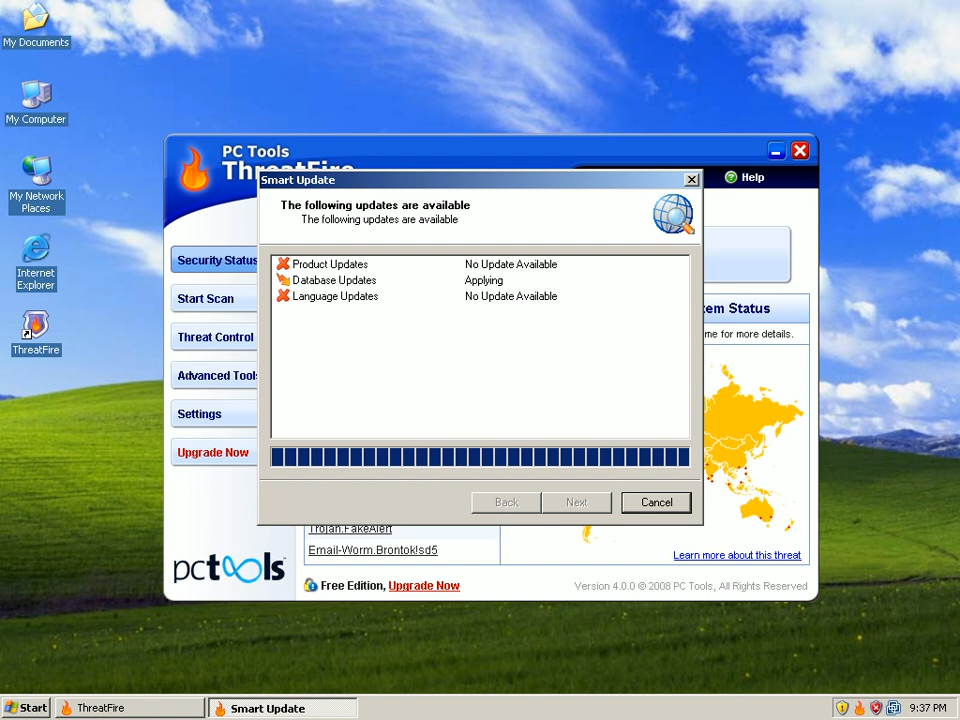 My Documents
My Computer
My Network
Places
Internet
Explorer
ThreatFire
PC Tools
ThreatFire
Help
Smart Update
The following updates are available
The following updates are available
Product Updates No Update Available
Database Updates Applying
Language Updates No Update Available
Back Next Cancel
Security Status
Start Scan
Threat Control
Advanced Tools
Settings
Upgrade Now
tem Status
me for more details.
Trojan.FakeAlert
Email-Worm.Brontok!sd5
Learn more about this threat
pctools
Free Edition, Upgrade Now
Version 4.0.0 © 2008 PC Tools, All Rights Reserved
Start
ThreatFire
Smart Update
9:37 PM